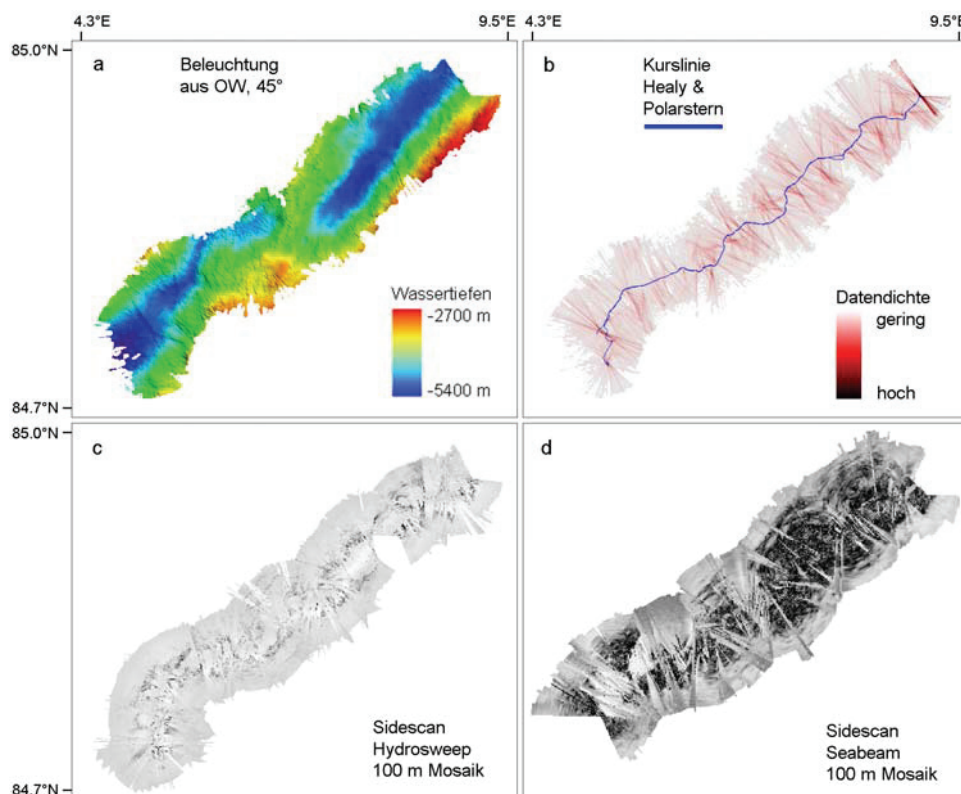 4.3°E
9.5°E
4.3°E
9.5°E
85.0°N
a
Beleuchtung
aus OW, 45°
Wassertiefen
-2700 m
-5400 m
84.7°N
b
Kurslinie
Healy &
Polarstern
Datendichte
gering
hoch
85.0°N
c
Sidescan
Hydrosweep
100 m Mosaik
84.7°N
d
Sidescan
Seabeam
100 m Mosaik